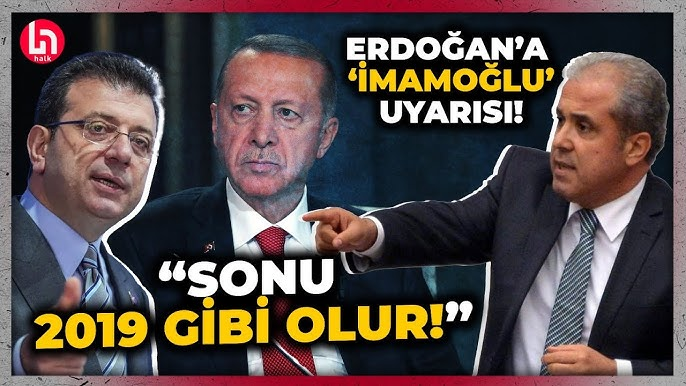 halk
ERDOĞAN'A
'İMAMOĞLU'
UYARISI!
"SONU
2019 GİBİ OLUR!"